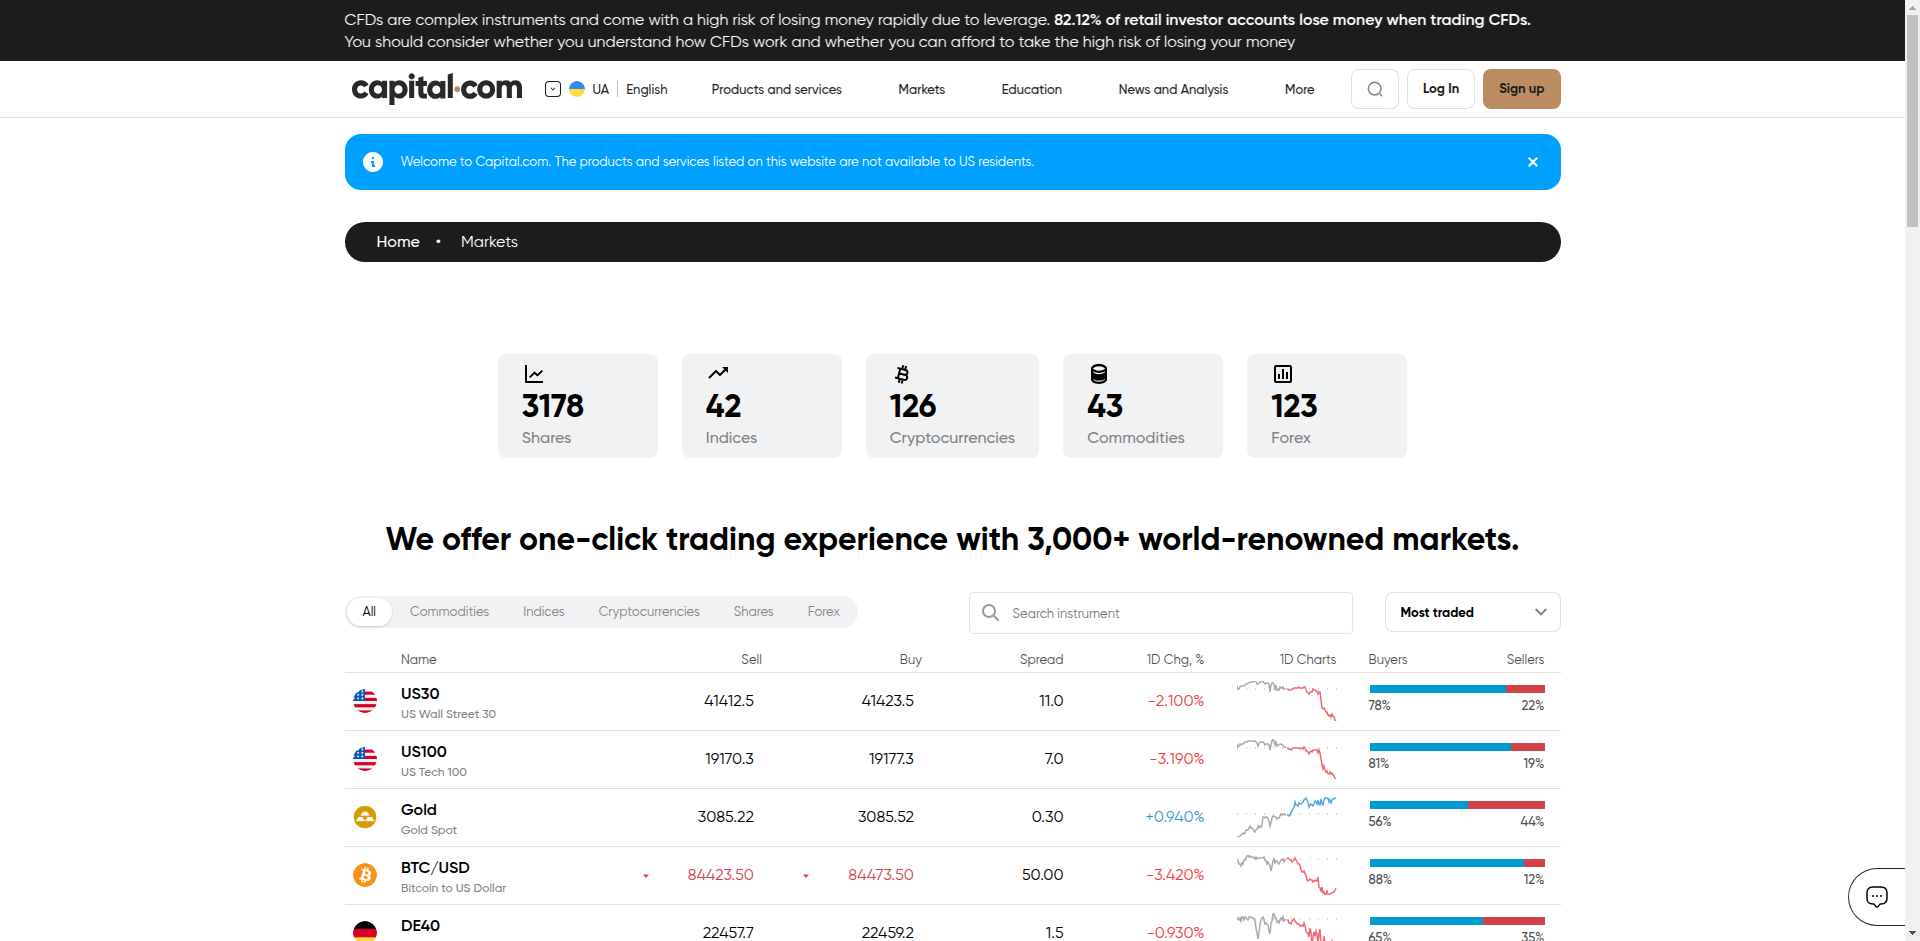 CFDs are complex instruments and come with a high risk of losing money rapidly due to leverage. 82.12% of retail investor accounts lose money when trading CFDs.
You should consider whether you understand how CFDs work and whether you can afford to take the high risk of losing your money
capital.com UA English Products and services Markets Education News and Analysis More Log In Sign up
Welcome to Capital.com. The products and services listed on this website are not available to US residents.
Home • Markets
3178 42 126 43 123
Shares Indices Cryptocurrencies Commodities Forex
We offer one-click trading experience with 3,000+ world-renowned markets.
All Commodities Indices Cryptocurrencies Shares Forex Search instrument Most traded
Name Sell Buy Spread 1D Chg, % 1D Charts Buyers Sellers
US30 41412.5 41423.5 11.0 -2.100%
US Wall Street 30 78% 22%
US100 19170.3 19177.3 7.0 -3.190%
US Tech 100 81% 19%
Gold 3085.22 3085.52 0.30 +0.940%
Gold Spot 56% 44%
BTC/USD 84423.50 84473.50 50.00 -3.420%
Bitcoin to US Dollar 88% 12%
DE40 22457.7 22459.2 1.5 -0.930%
65% 35%